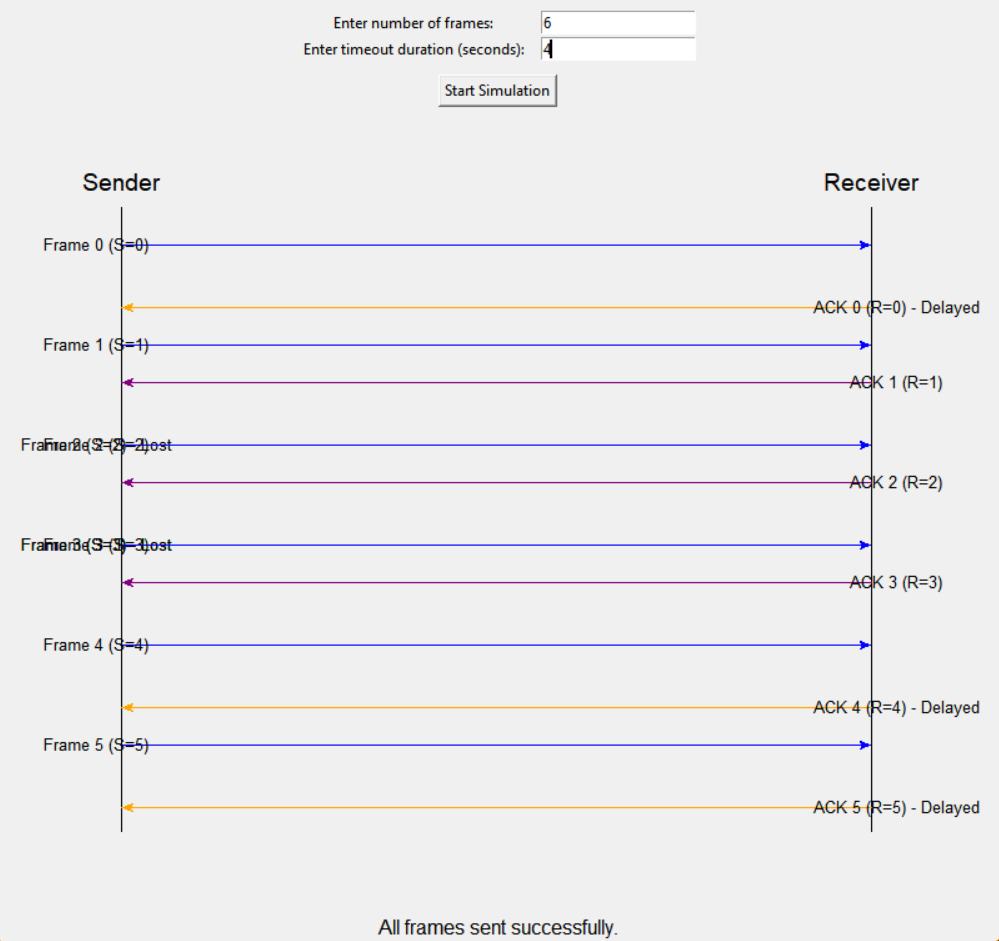 Enter number of frames: 6
Enter timeout duration (seconds): 4
Start Simulation
Sender Receiver
Frame 0 (S=0)
ACK 0 (R=0) - Delayed
Frame 1 (S=1)
ACK 1 (R=1)
Frame 2 (S=2) - Lost
Frame 2 (S=2)
ACK 2 (R=2)
Frame 3 (S=3) - Lost
Frame 3 (S=3)
ACK 3 (R=3)
Frame 4 (S=4)
ACK 4 (R=4) - Delayed
Frame 5 (S=5)
ACK 5 (R=5) - Delayed
All frames sent successfully.